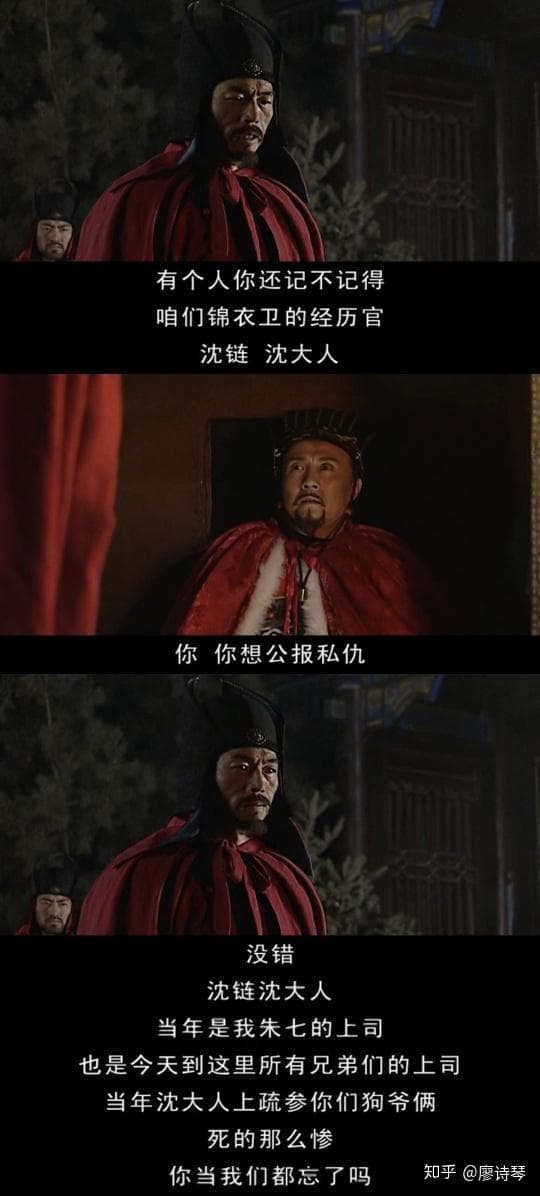 有个人你还记不记得
咱们锦衣卫的经历官
沈链 沈大人
你 你想公报私仇
没错
沈链沈大人
当年是我朱七的上司
也是今天到这里所有兄弟们的上司
当年沈大人上疏参你们狗爷俩
死的那么惨
你当我们都忘了吗
知乎 @廖诗琴